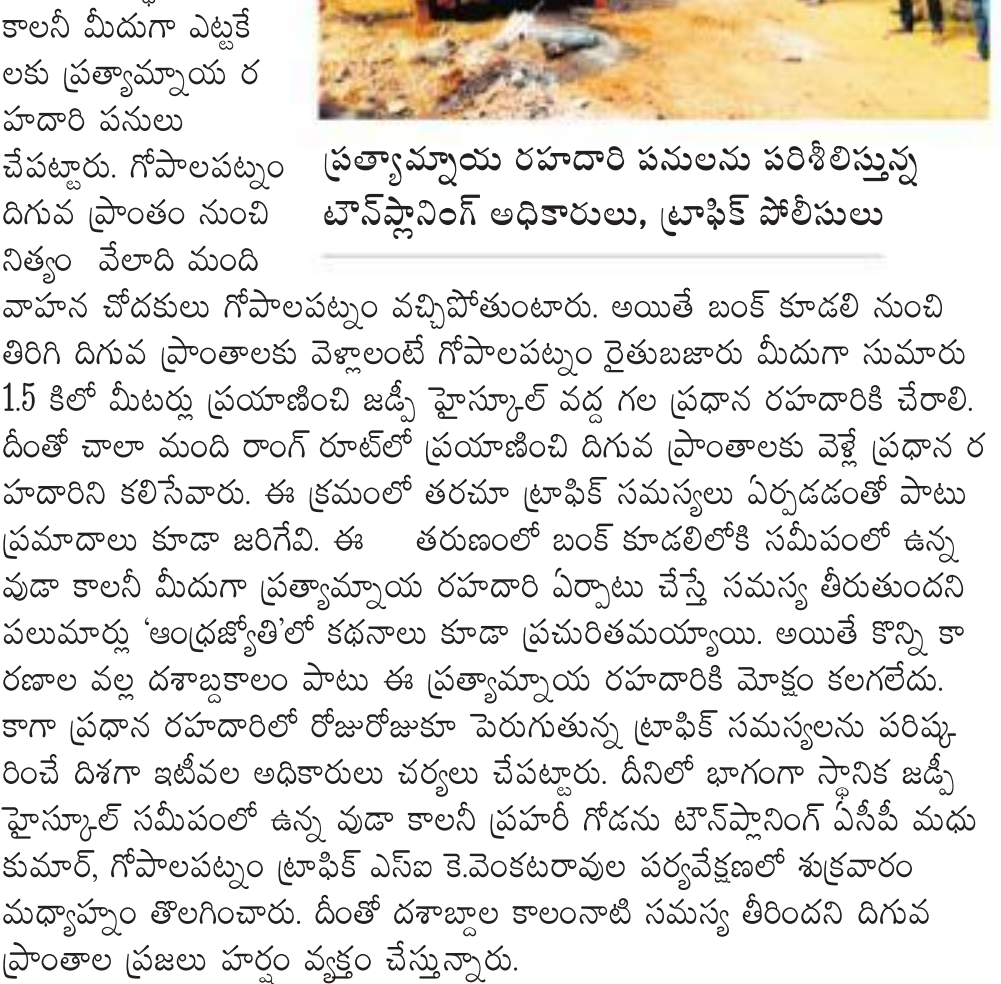 కాలనీ మీదుగా ఎట్టకే
లకు ప్రత్యామ్నాయ ర
హదారి పనులు
చేపట్టారు. గోపాలపట్నం
దిగువ ప్రాంతం నుంచి
నిత్యం వేలాది మంది
ప్రత్యామ్నాయ రహదారి పనులను పరిశీలిస్తున్న
టౌన్‌ప్లానింగ్ అధికారులు, ట్రాఫిక్ పోలీసులు
వాహన చోదకులు గోపాలపట్నం వచ్చిపోతుంటారు. అయితే బంక్ కూడలి నుంచి
తిరిగి దిగువ ప్రాంతాలకు వెళ్లాలంటే గోపాలపట్నం రైతుబజారు మీదుగా సుమారు
1.5 కిలో మీటర్లు ప్రయాణించి జడ్పీ హైస్కూల్ వద్ద గల ప్రధాన రహదారికి చేరాలి.
దీంతో చాలా మంది రాంగ్ రూట్‌లో ప్రయాణించి దిగువ ప్రాంతాలకు వెళ్లే ప్రధాన ర
హదారిని కలిసేవారు. ఈ క్రమంలో తరచూ ట్రాఫిక్ సమస్యలు ఏర్పడడంతో పాటు
ప్రమాదాలు కూడా జరిగేవి. ఈ తరుణంలో బంక్ కూడలిలోకి సమీపంలో ఉన్న
వుడా కాలనీ మీదుగా ప్రత్యామ్నాయ రహదారి ఏర్పాటు చేస్తే సమస్య తీరుతుందని
పలుమార్లు ‘ఆంధ్రజ్యోతి’లో కథనాలు కూడా ప్రచురితమయ్యాయి. అయితే కొన్ని కా
రణాల వల్ల దశాబ్దకాలం పాటు ఈ ప్రత్యామ్నాయ రహదారికి మోక్షం కలగలేదు.
కాగా ప్రధాన రహదారిలో రోజురోజుకూ పెరుగుతున్న ట్రాఫిక్ సమస్యలను పరిష్క
రించే దిశగా ఇటీవల అధికారులు చర్యలు చేపట్టారు. దీనిలో భాగంగా స్థానిక జడ్పీ
హైస్కూల్ సమీపంలో ఉన్న వుడా కాలనీ ప్రహరీ గోడను టౌన్‌ప్లానింగ్ ఏసీపీ మధు
కుమార్, గోపాలపట్నం ట్రాఫిక్ ఎస్ఐ కె.వెంకటరావుల పర్యవేక్షణలో శుక్రవారం
మధ్యాహ్నం తొలగించారు. దీంతో దశాబ్దాల కాలంనాటి సమస్య తీరిందని దిగువ
ప్రాంతాల ప్రజలు హర్షం వ్యక్తం చేస్తున్నారు.